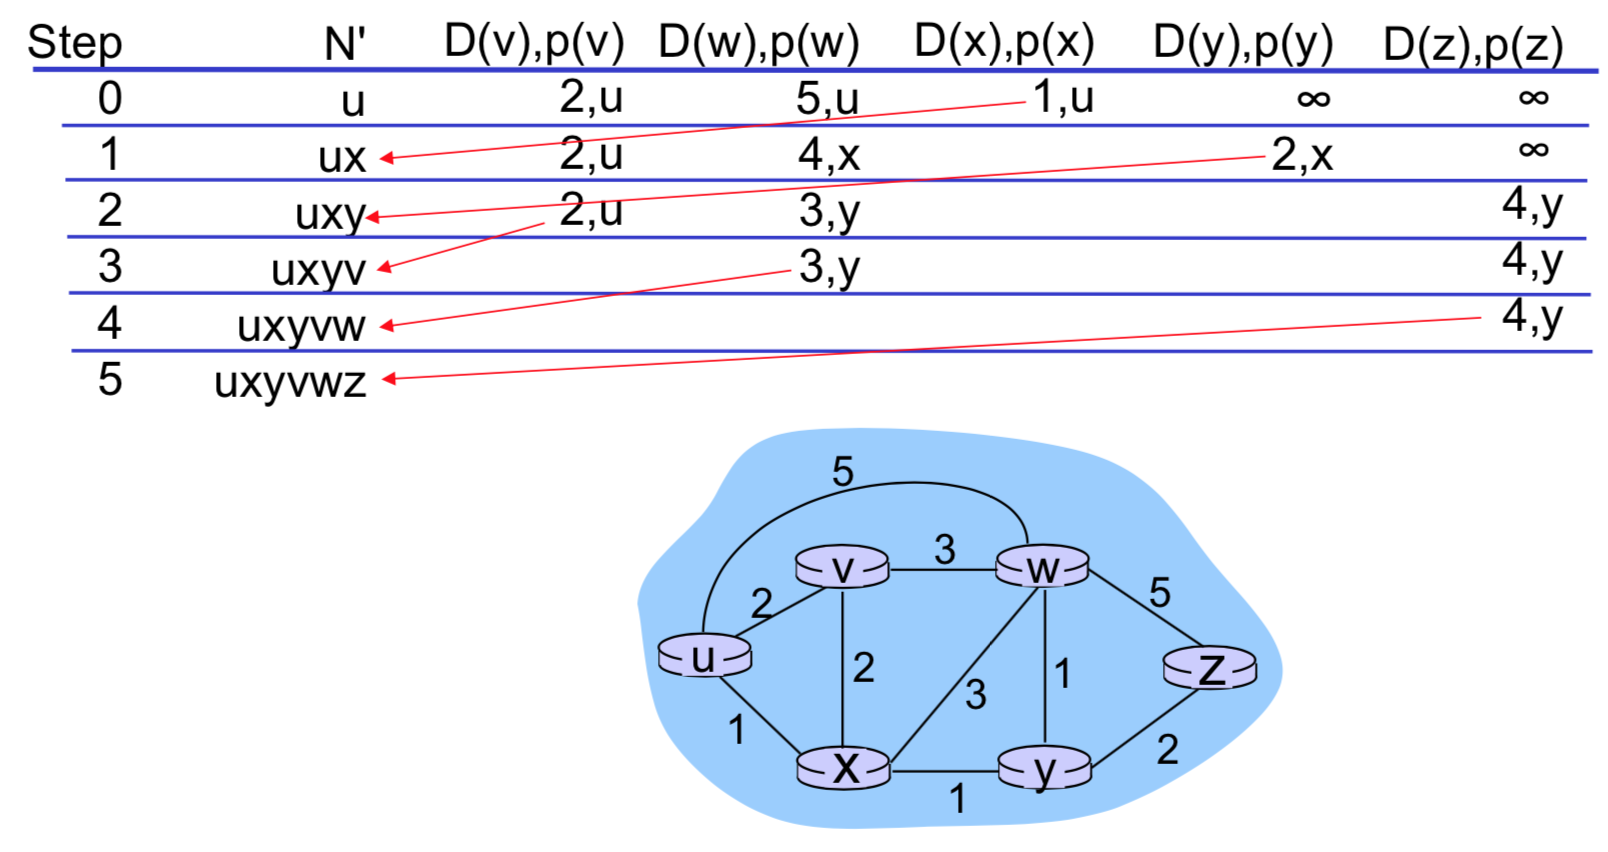 Step N' D(v),p(v) D(w),p(w) D(x),p(x) D(y),p(y) D(z),p(z)
0 u 2,u 5,u 1,u ∞ ∞
1 ux 2,u 4,x 2,x ∞
2 uxy 2,u 3,y 4,y
3 uxyv 3,y 4,y
4 uxyvw 4,y
5 uxyvwz
5
v 3 w
2 5
u 2 z
1 3 1 2
x 1 y